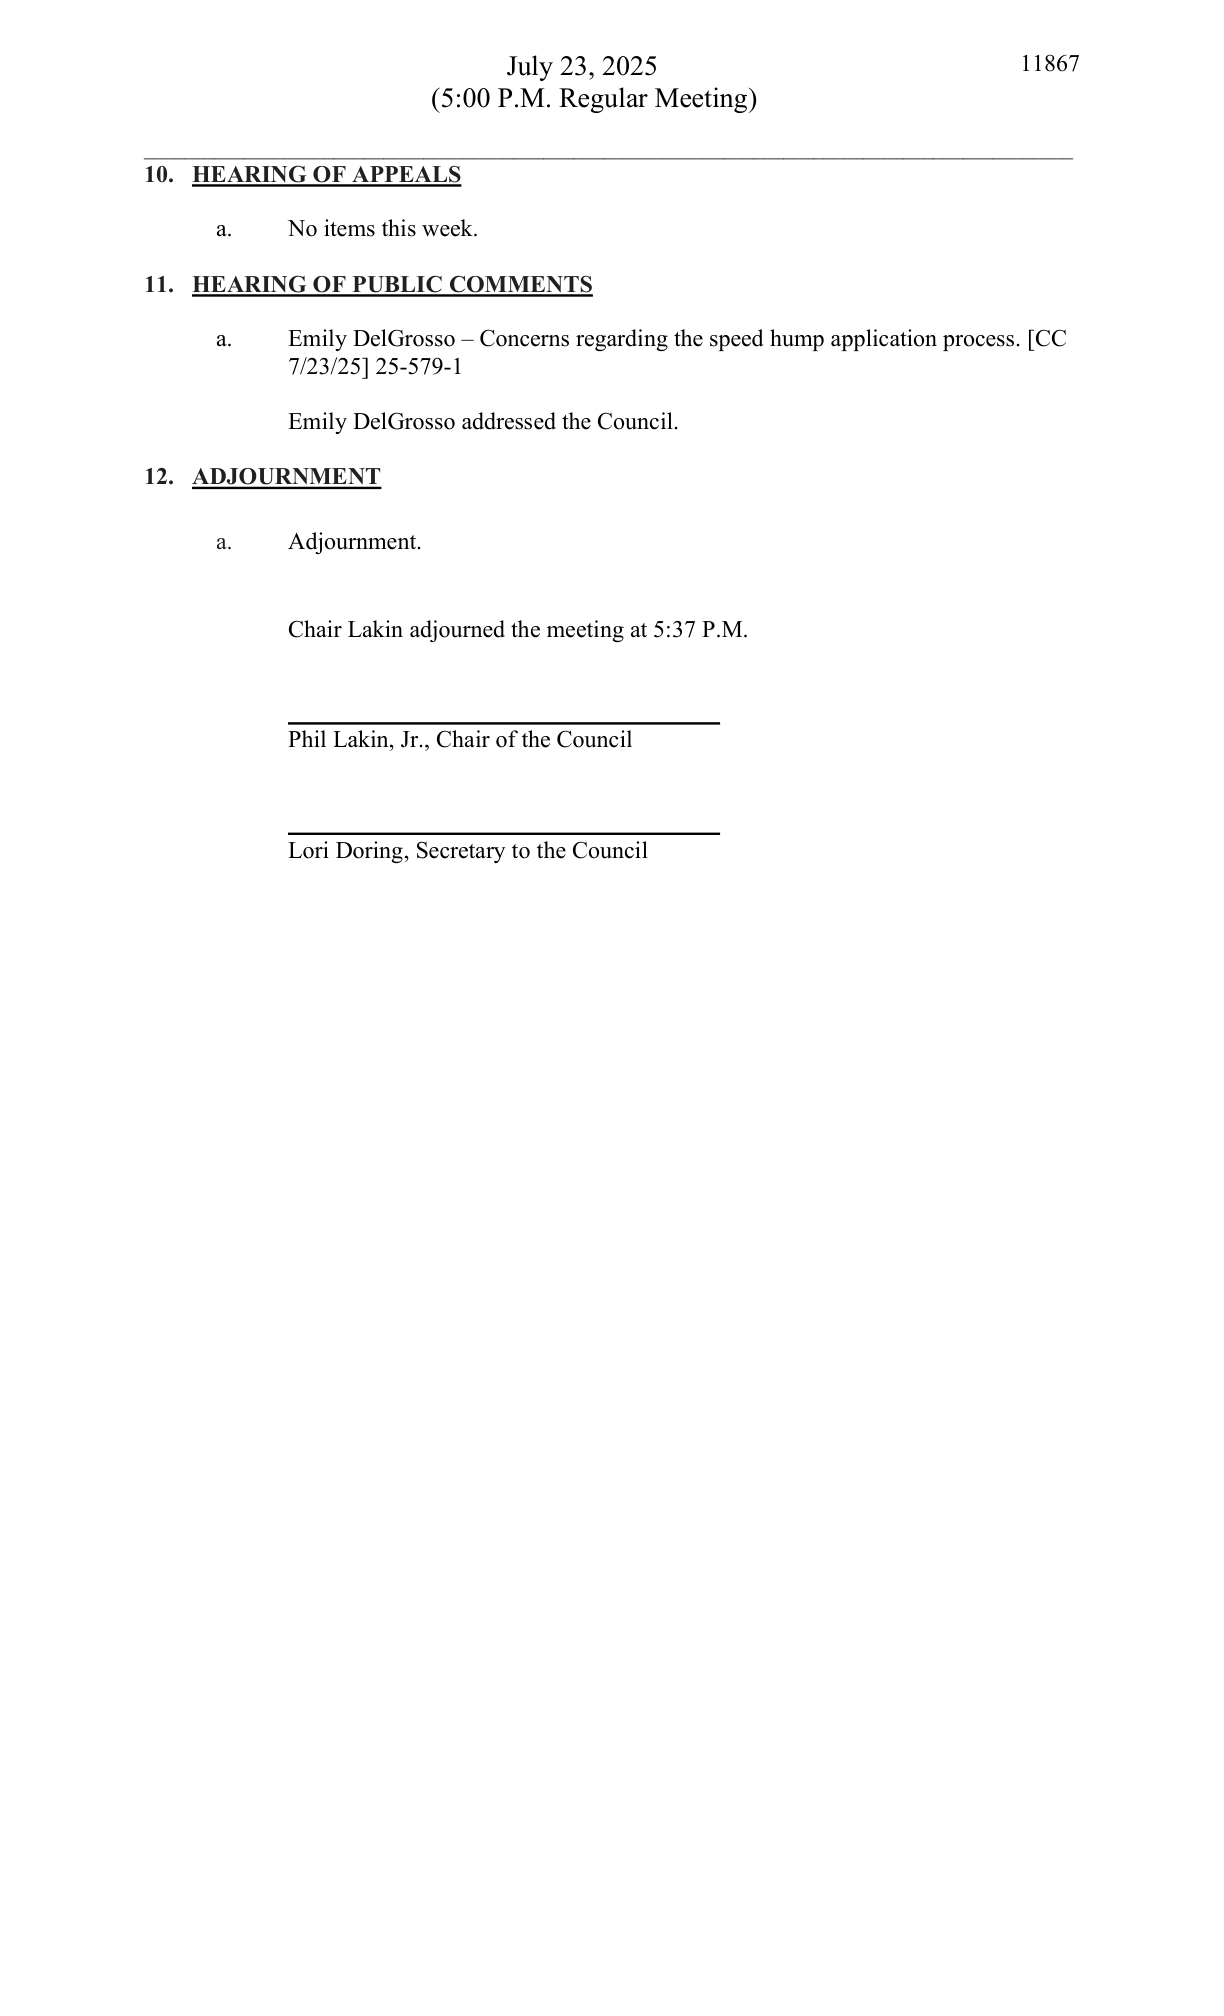 July 23, 2025
11867
(5:00 P.M. Regular Meeting)
10. HEARING OF APPEALS
a. No items this week.
11. HEARING OF PUBLIC COMMENTS
a. Emily DelGrosso – Concerns regarding the speed hump application process. [CC
7/23/25] 25-579-1
Emily DelGrosso addressed the Council.
12. ADJOURNMENT
a. Adjournment.
Chair Lakin adjourned the meeting at 5:37 P.M.
Phil Lakin, Jr., Chair of the Council
Lori Doring, Secretary to the Council